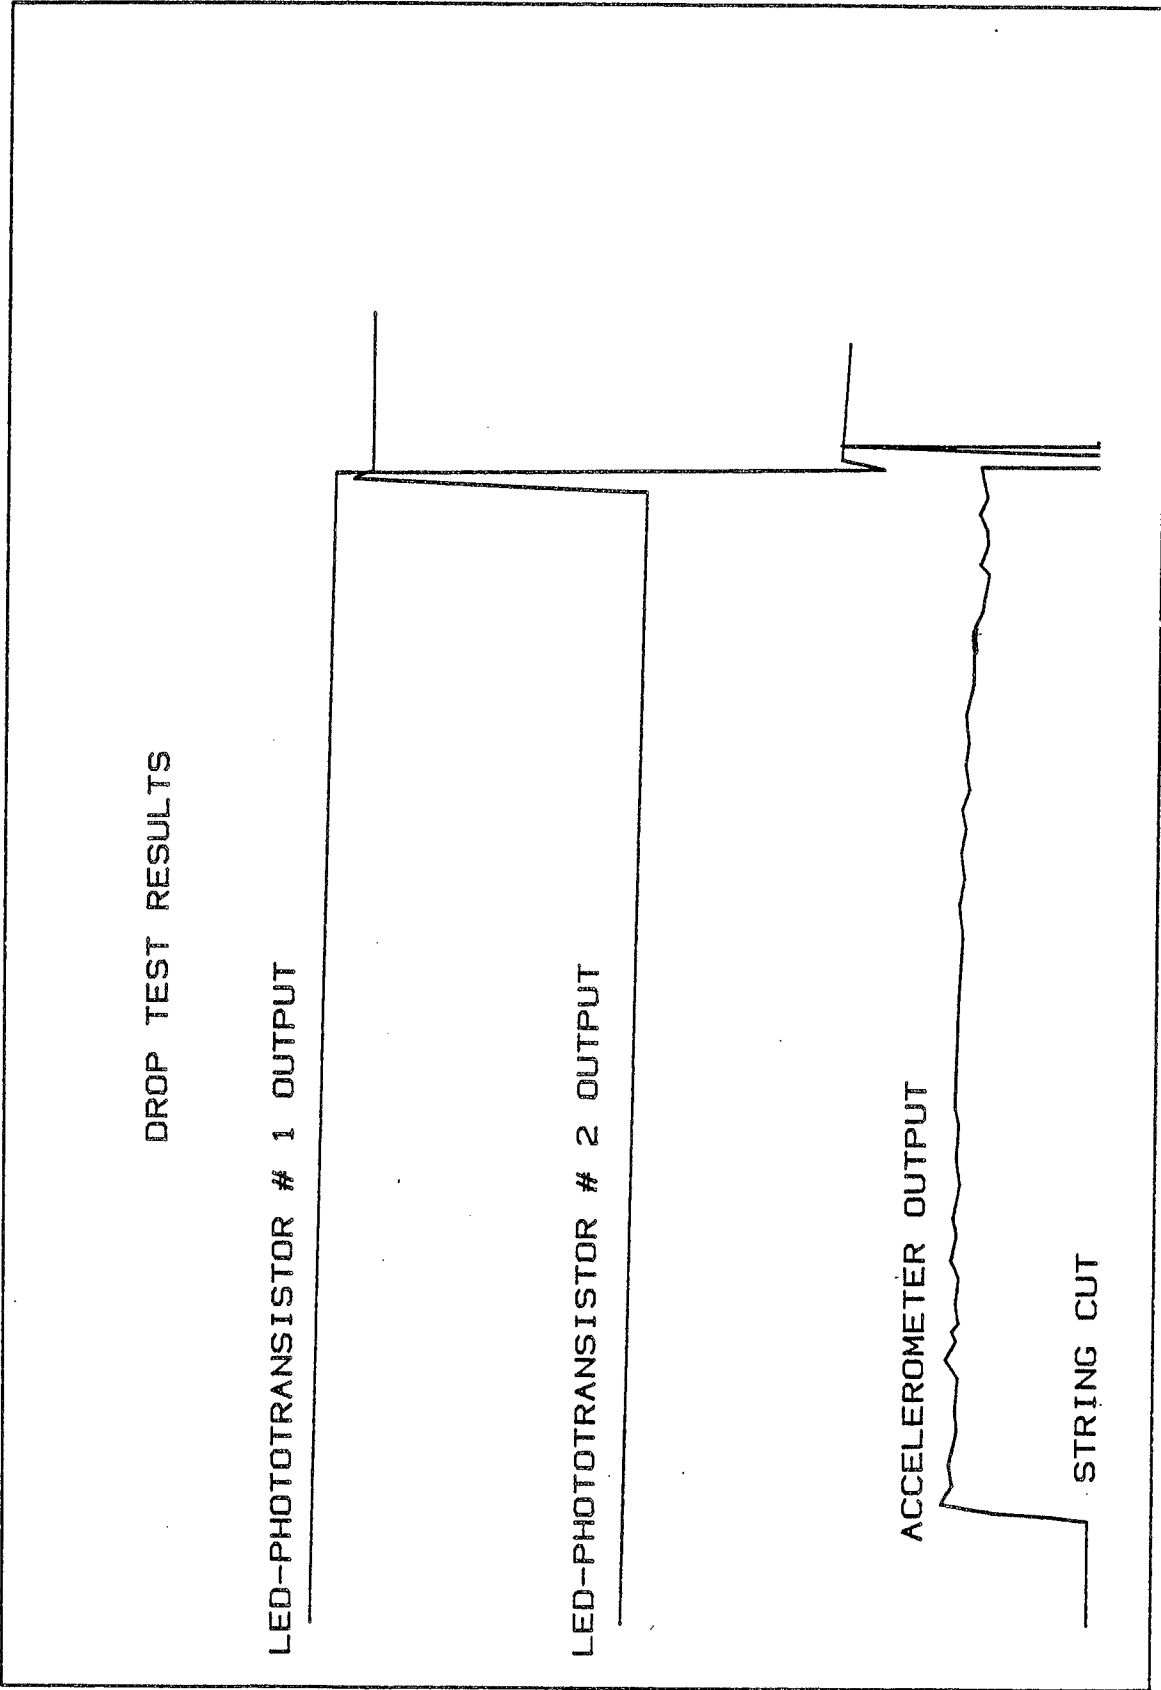 DROP TEST RESULTS
LED-PHOTOTRANSISTOR # 1 OUTPUT
LED-PHOTOTRANSISTOR # 2 OUTPUT
ACCELEROMETER OUTPUT
STRING CUT